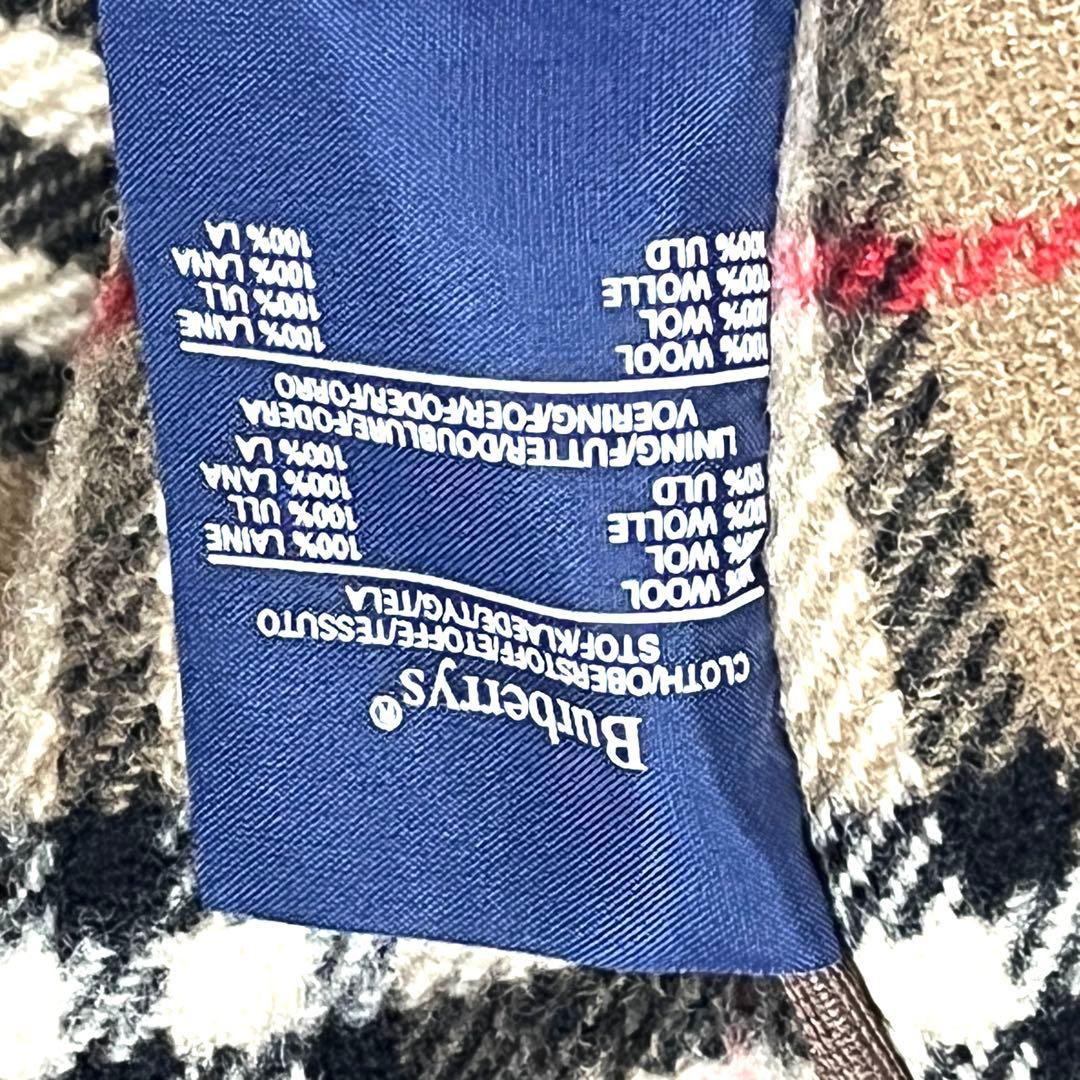 Burberrys®
CLOTH/OBERSTOFF/ETOFFE/TESSUTO
STOF/KLAEDE/TYG/TELA
100% WOOL 100% LAINE
100% WOL 100% ULL
100% WOLLE 100% LANA
100% ULD 100% LA
LINING/FUTTER/DOUBLURE/FODERA
VOERING/FOER/FODER/FORRO
100% WOOL 100% LAINE
100% WOL 100% ULL
100% WOLLE 100% LANA
100% ULD 100% LA